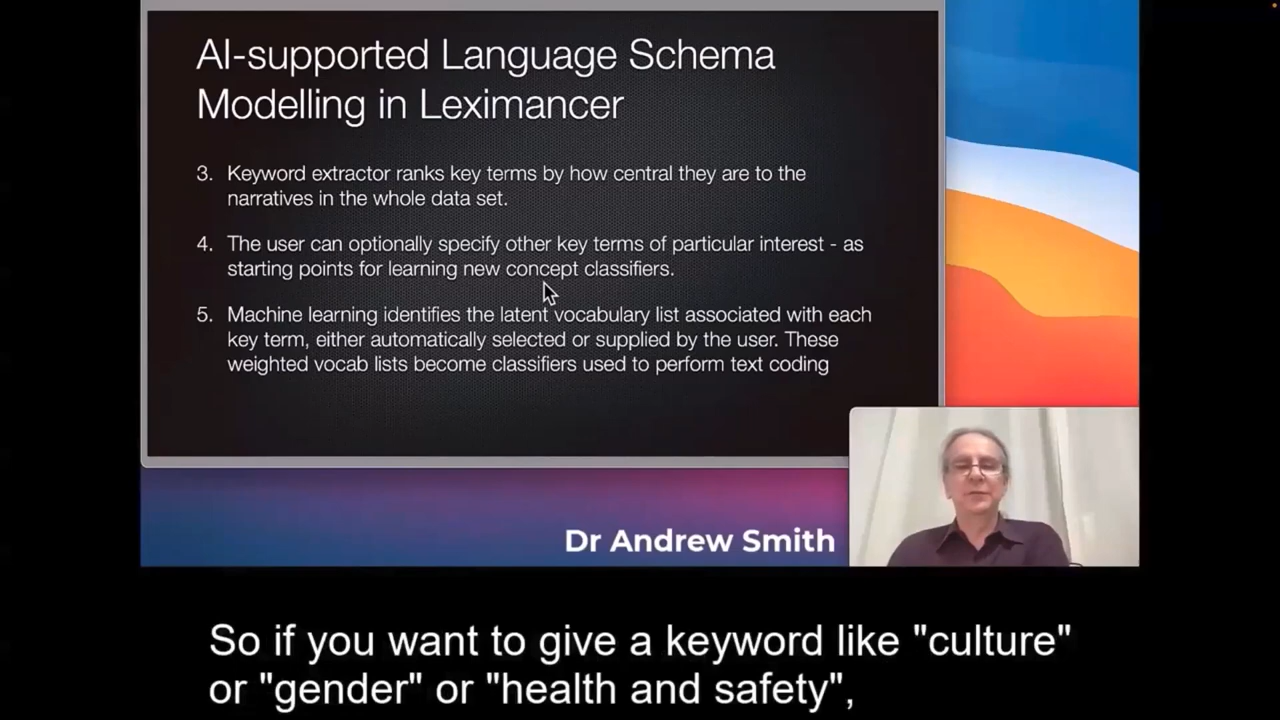 AI-supported Language Schema
Modelling in Leximancer
3. Keyword extractor ranks key terms by how central they are to the
narratives in the whole data set.
4. The user can optionally specify other key terms of particular interest - as
starting points for learning new concept classifiers.
5. Machine learning identifies the latent vocabulary list associated with each
key term, either automatically selected or supplied by the user. These
weighted vocab lists become classifiers used to perform text coding
Dr Andrew Smith
So if you want to give a keyword like "culture"
or "gender" or "health and safety",